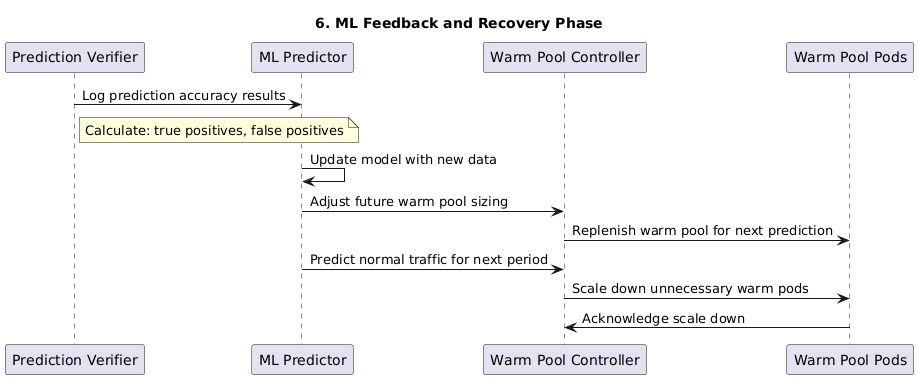 6. ML Feedback and Recovery Phase
Prediction Verifier
ML Predictor
Warm Pool Controller
Warm Pool Pods
Log prediction accuracy results
Calculate: true positives, false positives
Update model with new data
Adjust future warm pool sizing
Replenish warm pool for next prediction
Predict normal traffic for next period
Scale down unnecessary warm pods
Acknowledge scale down
Prediction Verifier
ML Predictor
Warm Pool Controller
Warm Pool Pods